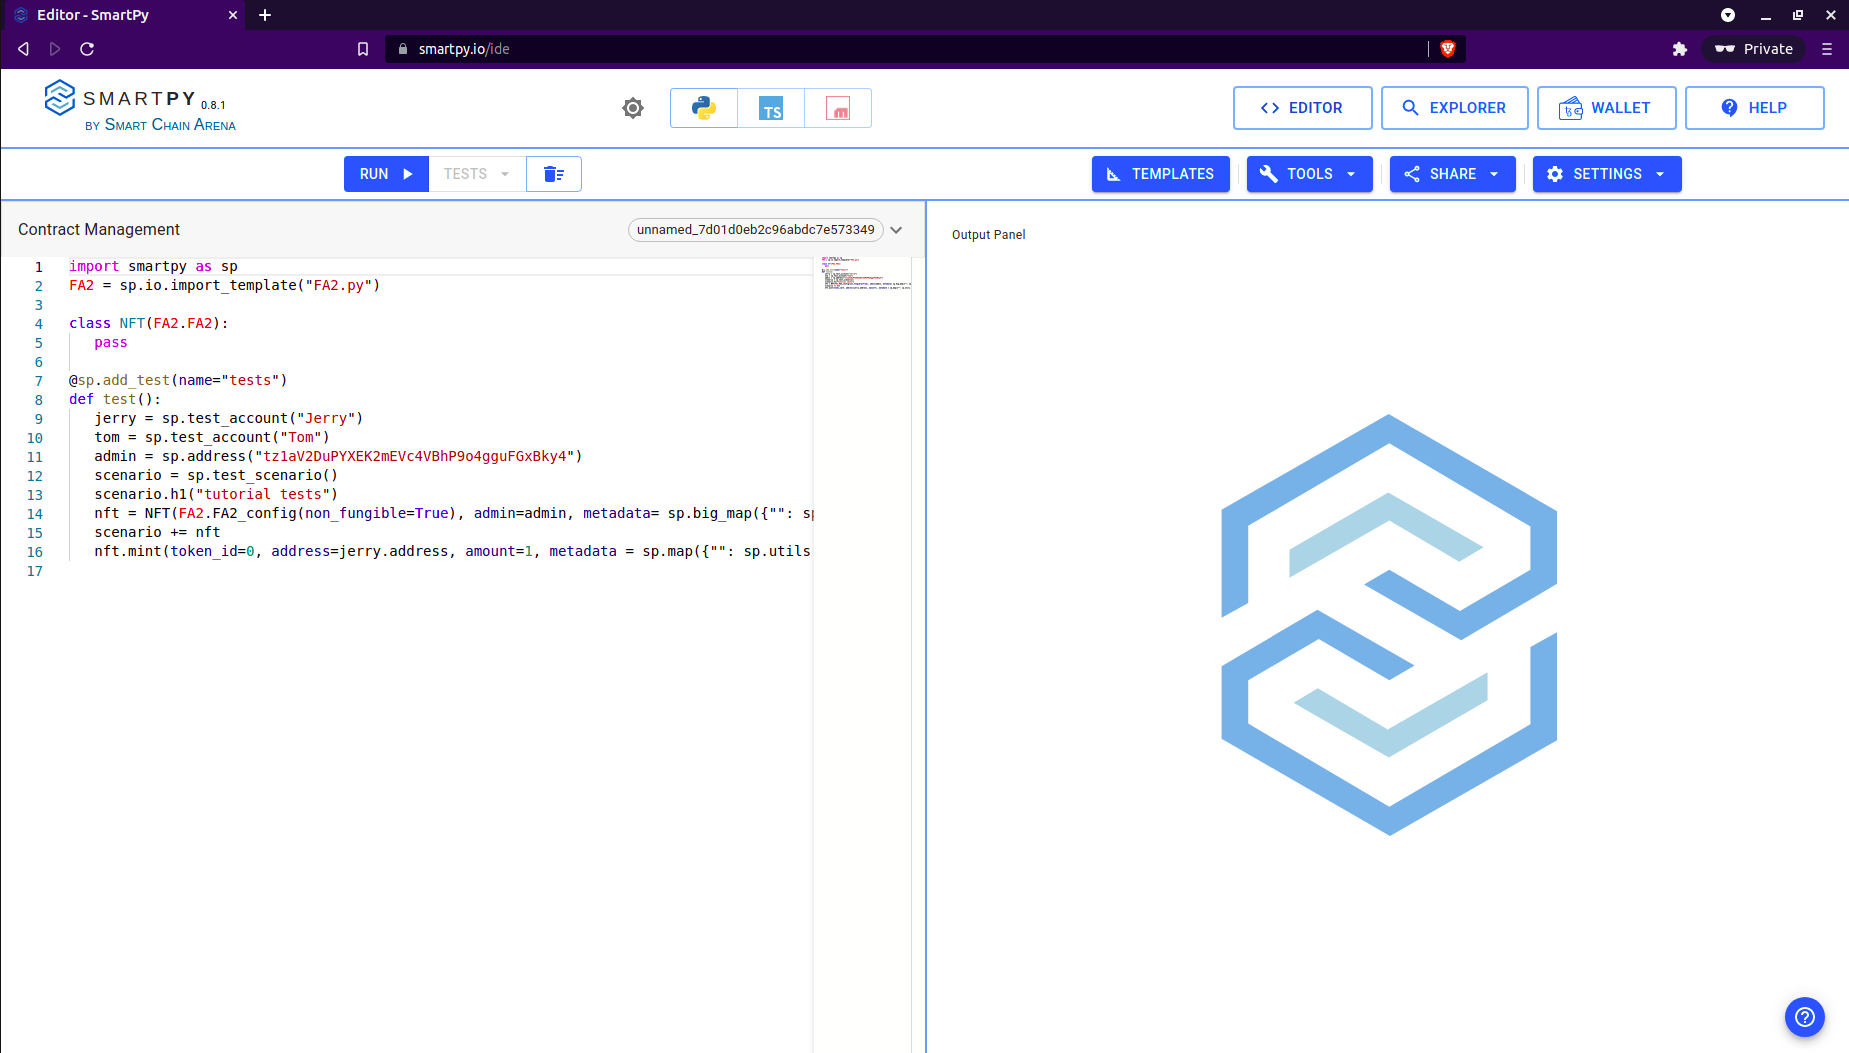 Editor - SmartPy
smartpy.io/ide
Private
SMARTPY 0.8.1
BY SMART CHAIN ARENA
TS
EDITOR
EXPLORER
WALLET
HELP
RUN
TESTS
TEMPLATES
TOOLS
SHARE
SETTINGS
Contract Management
unnamed_7d01d0eb2c96abdc7e573349
Output Panel
1 import smartpy as sp
2 FA2 = sp.io.import_template("FA2.py")
3
4 class NFT(FA2.FA2):
5 pass
6
7 @sp.add_test(name="tests")
8 def test():
9 jerry = sp.test_account("Jerry")
10 tom = sp.test_account("Tom")
11 admin = sp.address("tz1aV2DuPYXEK2mEVc4VBhP9o4gguFGxBky4")
12 scenario = sp.test_scenario()
13 scenario.h1("tutorial tests")
14 nft = NFT(FA2.FA2_config(non_fungible=True), admin=admin, metadata= sp.big_map({"": sp
15 scenario += nft
16 nft.mint(token_id=0, address=jerry.address, amount=1, metadata = sp.map({"": sp.utils
17